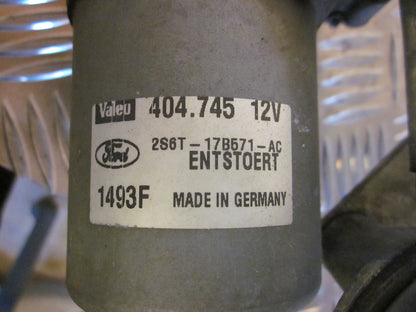 Valeo 404.745 12V
Ford 2S6T-17B571-AC
ENTSTOERT
1493F MADE IN GERMANY